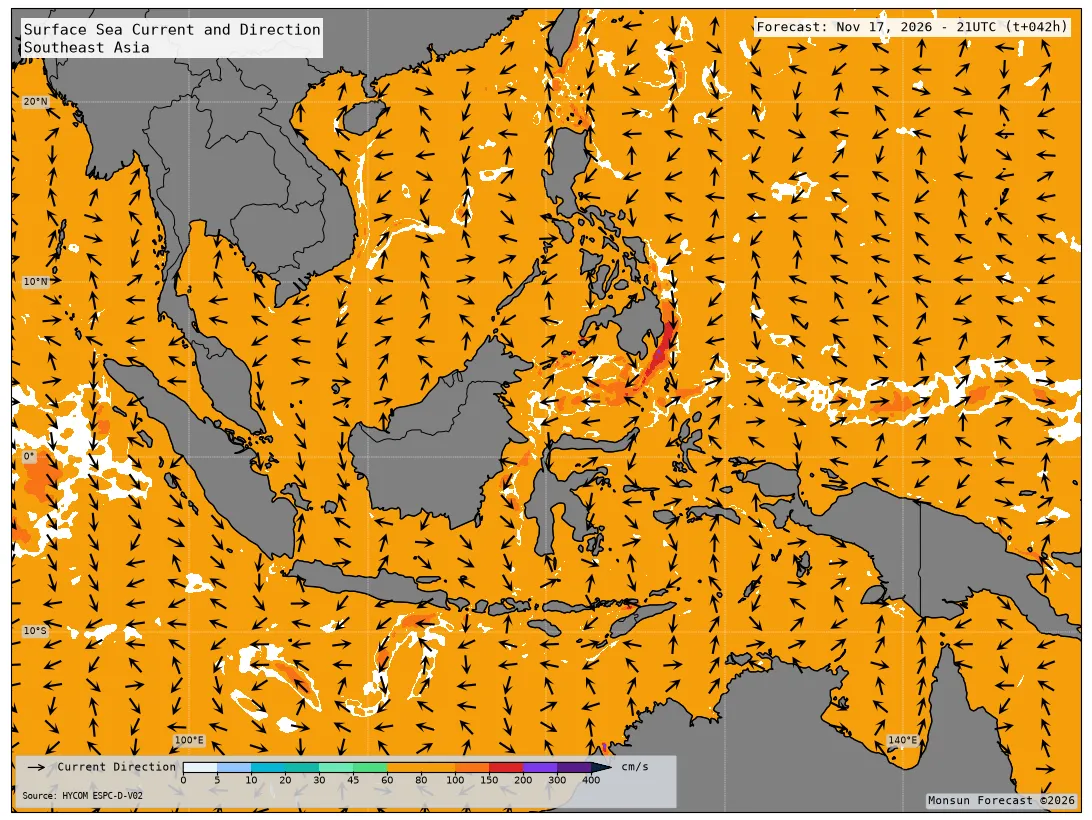 Surface Sea Current and Direction
Southeast Asia
Forecast: Nov 17, 2026 - 21UTC (t+042h)
20°N
10°N
0°
10°S
100°E
140°E
Current Direction
0 5 10 20 30 45 60 80 100 150 200 300 400 cm/s
Source: HYCOM ESPC-D-V02
Monsun Forecast ©2026